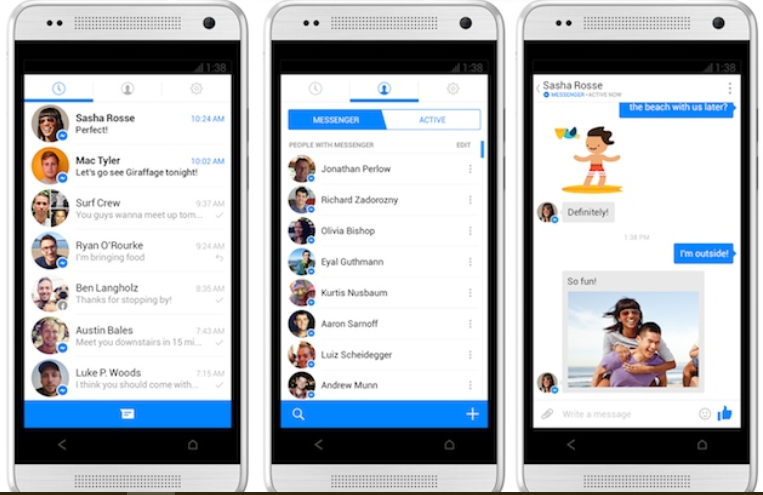 1:38
Sasha Rosse
10:24 AM
Perfect!
Mac Tyler
10:02 AM
Let's go see Giraffage tonight!
Surf Crew
9:37 AM
You guys wanna meet up tom...
Ryan O'Rourke
9:24 AM
I'm bringing food
Ben Langholz
8:35 AM
Thanks for stopping by!
Austin Bales
7:43 AM
Meet you downstairs in 15 mi...
Luke P. Woods
7:15 AM
I think you should come with...
1:38
MESSENGER
ACTIVE
PEOPLE WITH MESSENGER
EDIT
Jonathan Perlow
Richard Zadorozny
Olivia Bishop
Eyal Guthmann
Kurtis Nusbaum
Aaron Sarnoff
Luiz Scheidegger
Andrew Munn
1:38
Sasha Rosse
MESSENGER • ACTIVE NOW
the beach with us later?
Definitely!
1:38 PM
I'm outside!
So fun!
Write a message